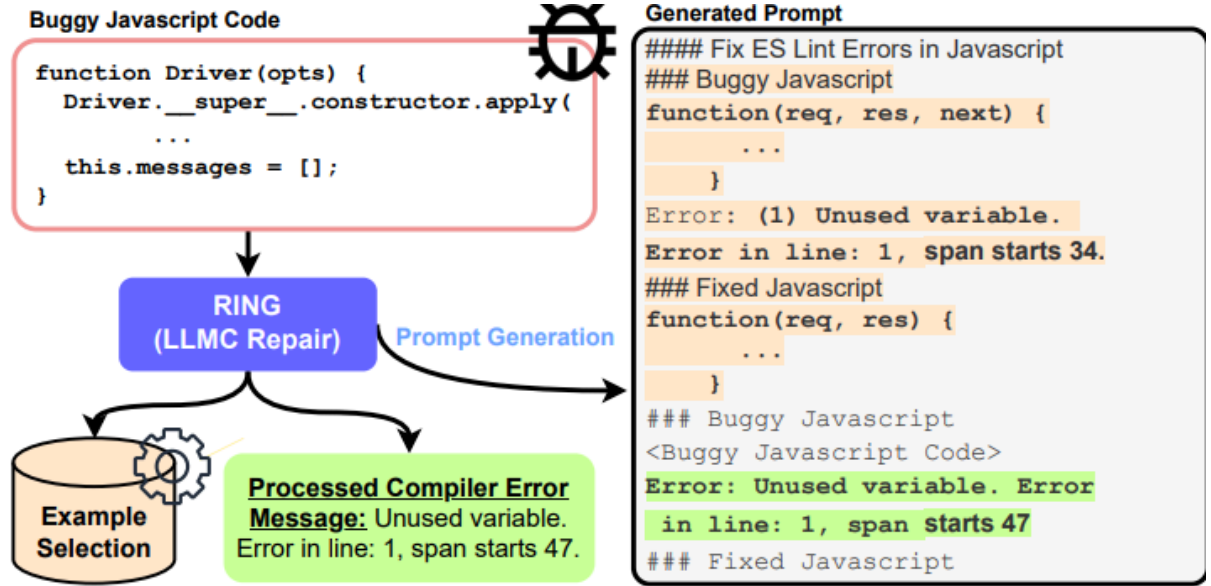 Buggy Javascript Code
function Driver(opts) {
Driver.__super__.constructor.apply(
...
this.messages = [];
}
RING
(LLMC Repair)
Prompt Generation
Example
Selection
Processed Compiler Error
Message: Unused variable.
Error in line: 1, span starts 47.
Generated Prompt
#### Fix ES Lint Errors in Javascript
### Buggy Javascript
function(req, res, next) {
...
}
Error: (1) Unused variable.
Error in line: 1, span starts 34.
### Fixed Javascript
function(req, res) {
...
}
### Buggy Javascript
<Buggy Javascript Code>
Error: Unused variable. Error
in line: 1, span starts 47
### Fixed Javascript